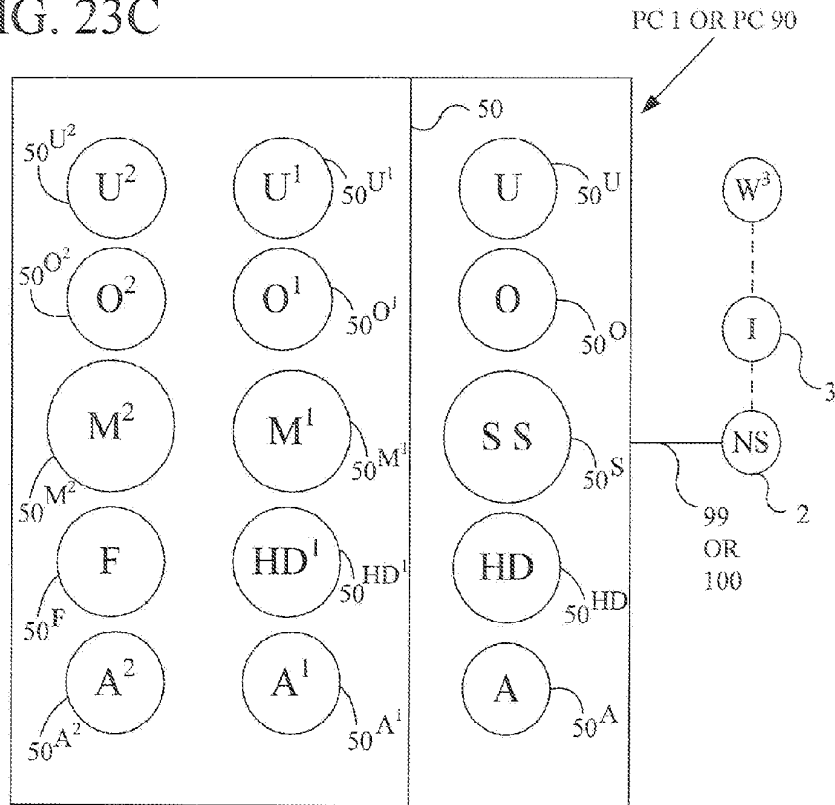 IG. 23C
PC 1 OR PC 90
50
50U²
U²
U¹
50U¹
U
50U
W³
50O²
O²
O¹
50O¹
O
50O
I
3
M²
50M²
M¹
50M¹
S S
50S
NS
2
99
OR
100
F
50F
HD¹
50HD¹
HD
50HD
A²
50A²
A¹
50A¹
A
50A